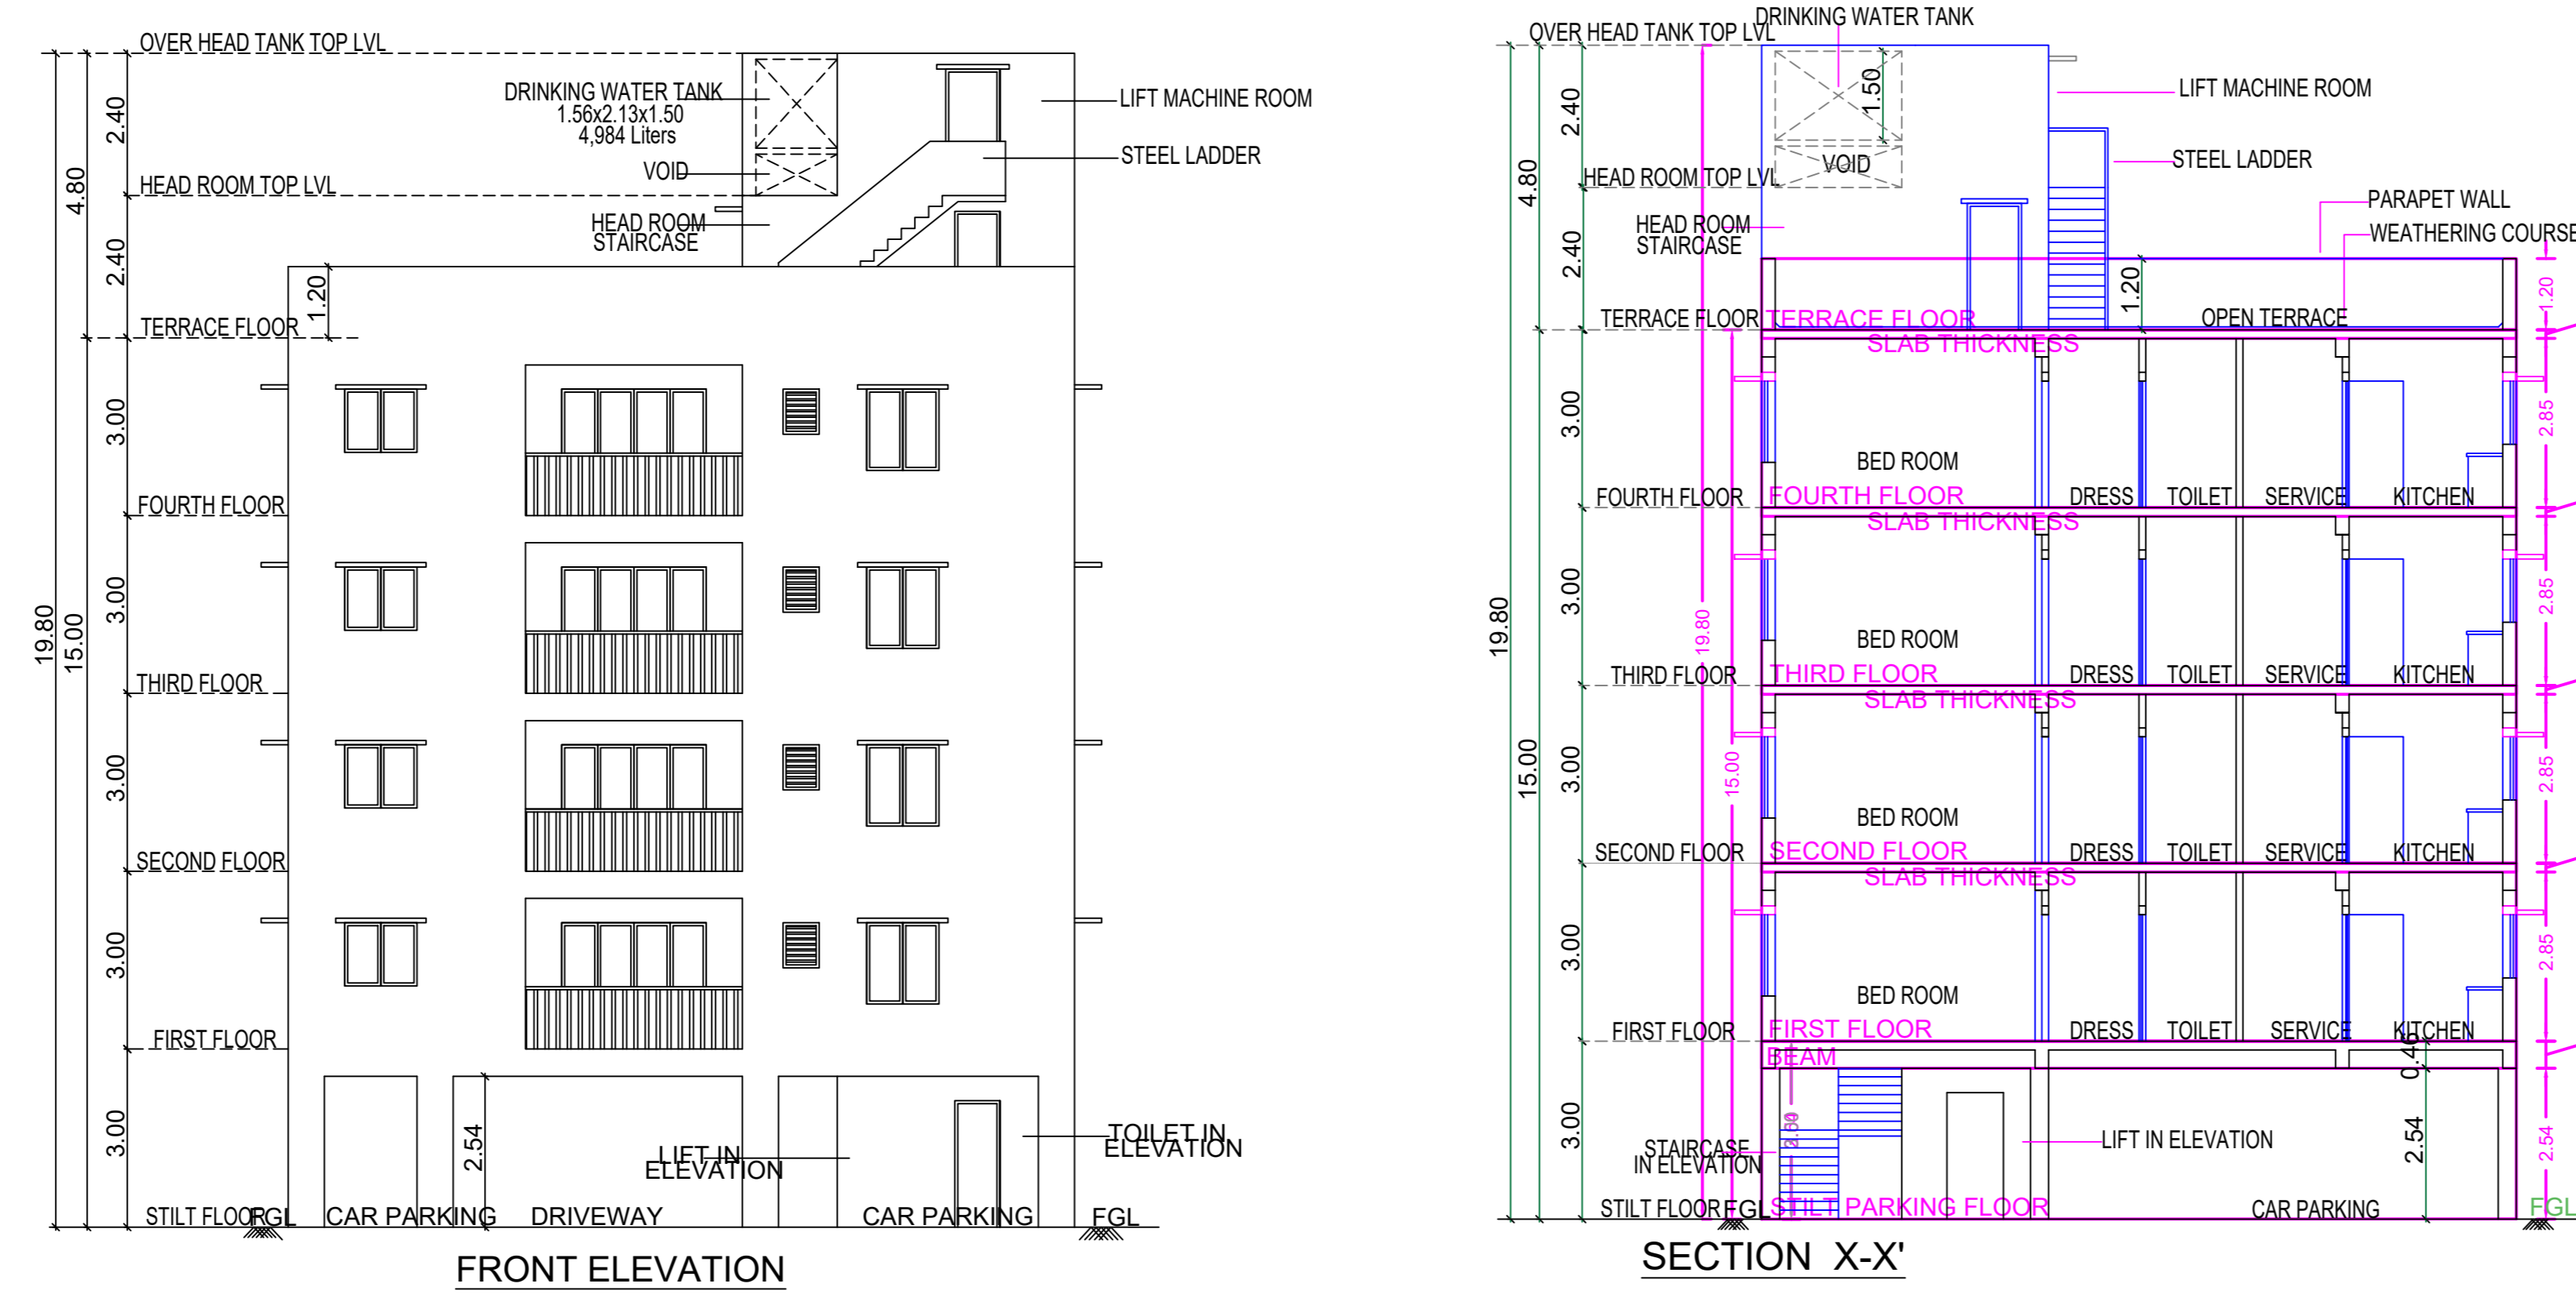 OVER HEAD TANK TOP LVL
DRINKING WATER TANK
1.56x2.13x1.50
4,984 Liters
VOID
HEAD ROOM TOP LVL
HEAD ROOM
STAIRCASE
LIFT MACHINE ROOM
STEEL LADDER
2.40
4.80
2.40
1.20
TERRACE FLOOR
3.00
FOURTH FLOOR
3.00
19.80
15.00
THIRD FLOOR
3.00
SECOND FLOOR
3.00
FIRST FLOOR
3.00
2.54
LIFT IN
ELEVATION
TOILET IN
ELEVATION
STILT FLOOR
FGL
CAR PARKING
DRIVEWAY
CAR PARKING
FGL
FRONT ELEVATION
DRINKING WATER TANK
OVER HEAD TANK TOP LVL
1.50
LIFT MACHINE ROOM
2.40
VOID
STEEL LADDER
4.80
HEAD ROOM TOP LVL
PARAPET WALL
HEAD ROOM
STAIRCASE
WEATHERING COURSE
2.40
1.20
1.20
TERRACE FLOOR
TERRACE FLOOR
OPEN TERRACE
SLAB THICKNESS
3.00
2.85
BED ROOM
FOURTH FLOOR
FOURTH FLOOR
DRESS
TOILET
SERVICE
KITCHEN
SLAB THICKNESS
3.00
2.85
19.80
19.80
BED ROOM
THIRD FLOOR
THIRD FLOOR
DRESS
TOILET
SERVICE
KITCHEN
SLAB THICKNESS
15.00
3.00
15.00
2.85
BED ROOM
SECOND FLOOR
SECOND FLOOR
DRESS
TOILET
SERVICE
KITCHEN
SLAB THICKNESS
3.00
2.85
BED ROOM
FIRST FLOOR
FIRST FLOOR
DRESS
TOILET
SERVICE
KITCHEN
BEAM
0.46
3.00
STAIRCASE
IN ELEVATION
LIFT IN ELEVATION
2.54
2.54
STILT FLOOR
FGL
STILT PARKING FLOOR
CAR PARKING
FGL
SECTION X-X'